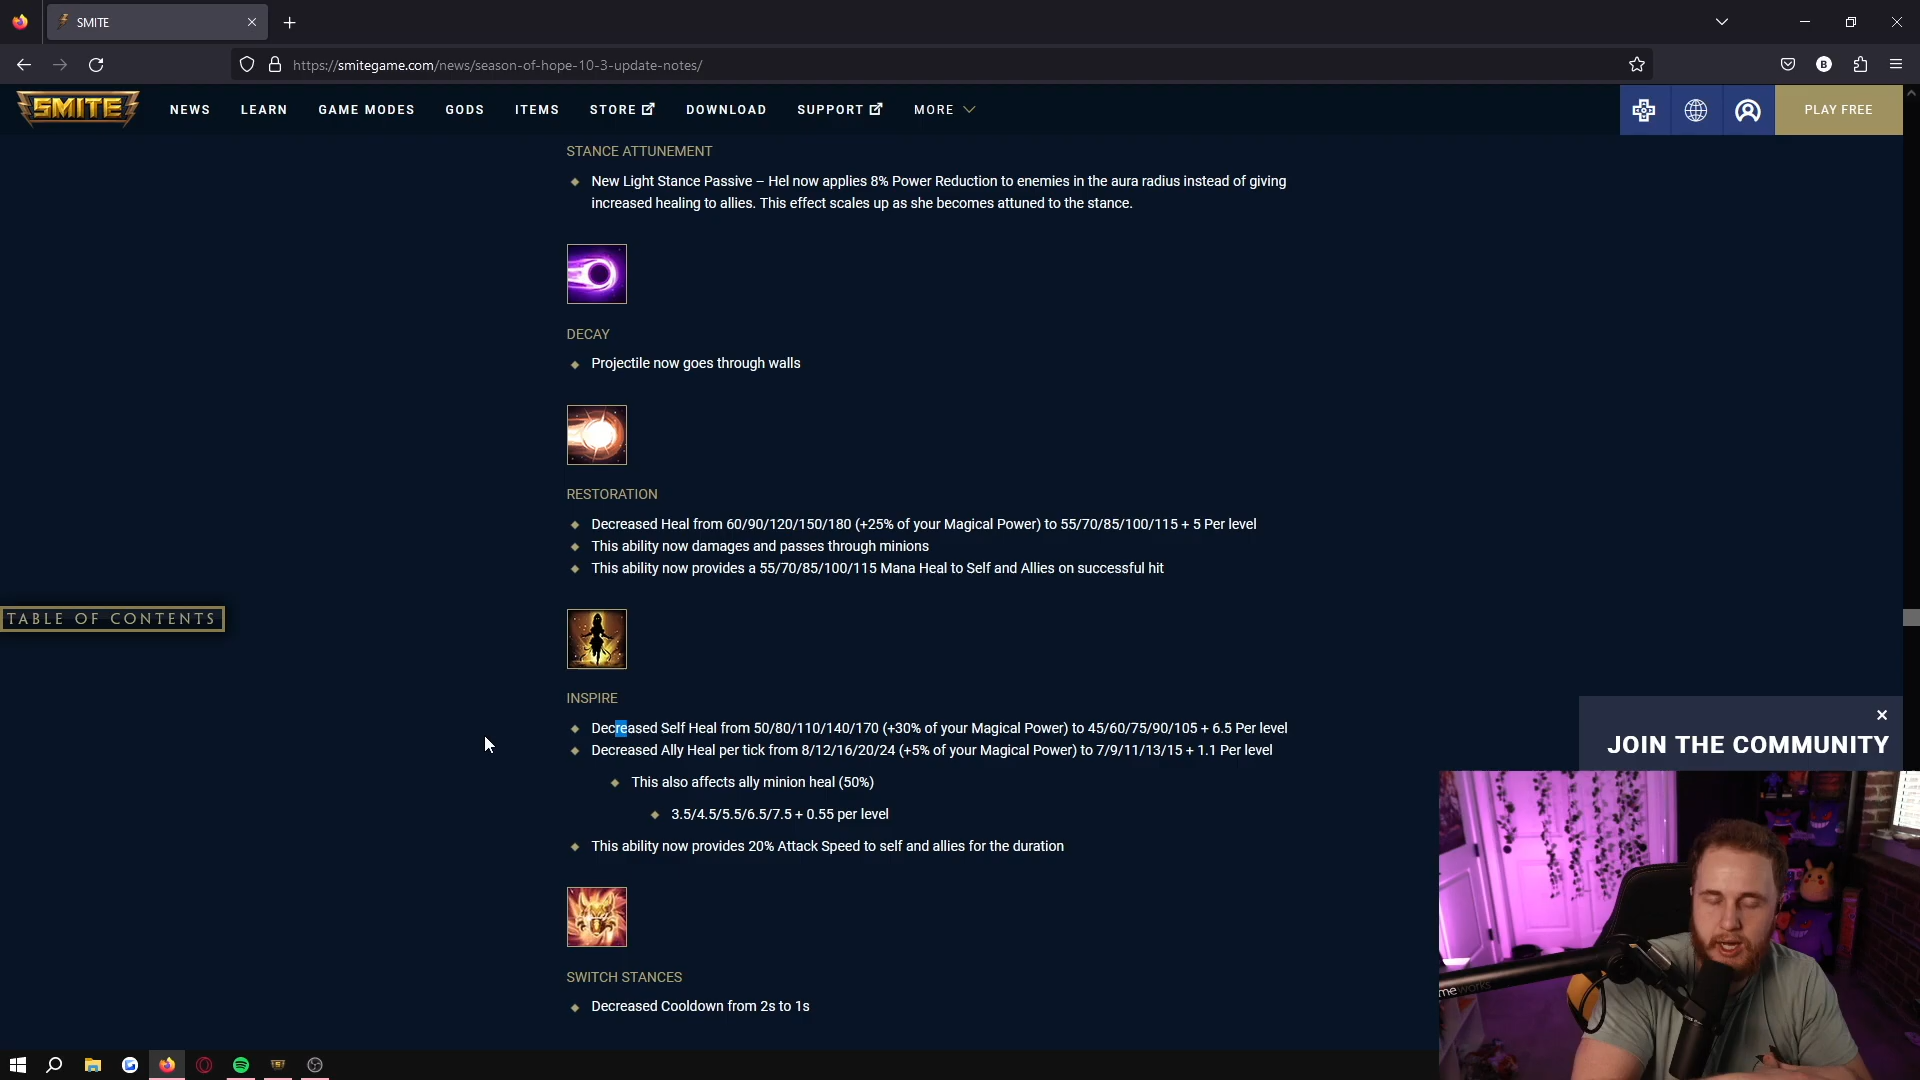 SMITE
https://smitegame.com/news/season-of-hope-10-3-update-notes/
B
SMITE
NEWS
LEARN
GAME MODES
GODS
ITEMS
STORE
DOWNLOAD
SUPPORT
MORE
PLAY FREE
STANCE ATTUNEMENT
New Light Stance Passive – Hel now applies 8% Power Reduction to enemies in the aura radius instead of giving
increased healing to allies. This effect scales up as she becomes attuned to the stance.
DECAY
Projectile now goes through walls
RESTORATION
Decreased Heal from 60/90/120/150/180 (+25% of your Magical Power) to 55/70/85/100/115 + 5 Per level
This ability now damages and passes through minions
This ability now provides a 55/70/85/100/115 Mana Heal to Self and Allies on successful hit
TABLE OF CONTENTS
INSPIRE
Decreased Self Heal from 50/80/110/140/170 (+30% of your Magical Power) to 45/60/75/90/105 + 6.5 Per level
Decreased Ally Heal per tick from 8/12/16/20/24 (+5% of your Magical Power) to 7/9/11/13/15 + 1.1 Per level
This also affects ally minion heal (50%)
3.5/4.5/5.5/6.5/7.5 + 0.55 per level
This ability now provides 20% Attack Speed to self and allies for the duration
JOIN THE COMMUNITY
SWITCH STANCES
Decreased Cooldown from 2s to 1s